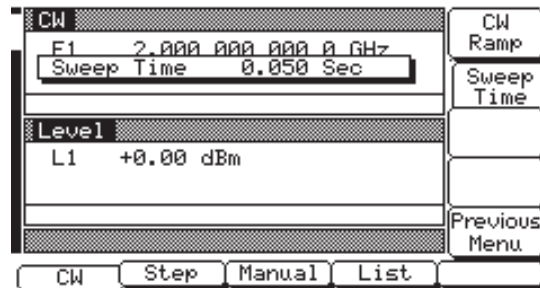 CW
F1 2.000 000 000 0 GHz
Sweep Time 0.050 Sec
Level
L1 +0.00 dBm
CW
Ramp
Sweep
Time
Previous
Menu
CW Step Manual List